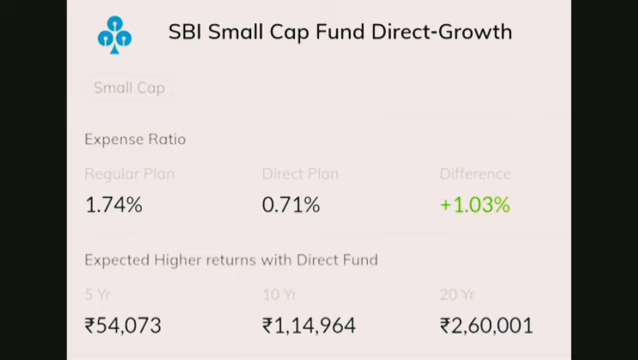 SBI Small Cap Fund Direct-Growth
Small Cap
Expense Ratio
Regular Plan Direct Plan Difference
1.74% 0.71% +1.03%
Expected Higher returns with Direct Fund
5 Yr 10 Yr 20 Yr
₹54,073 ₹1,14,964 ₹2,60,001